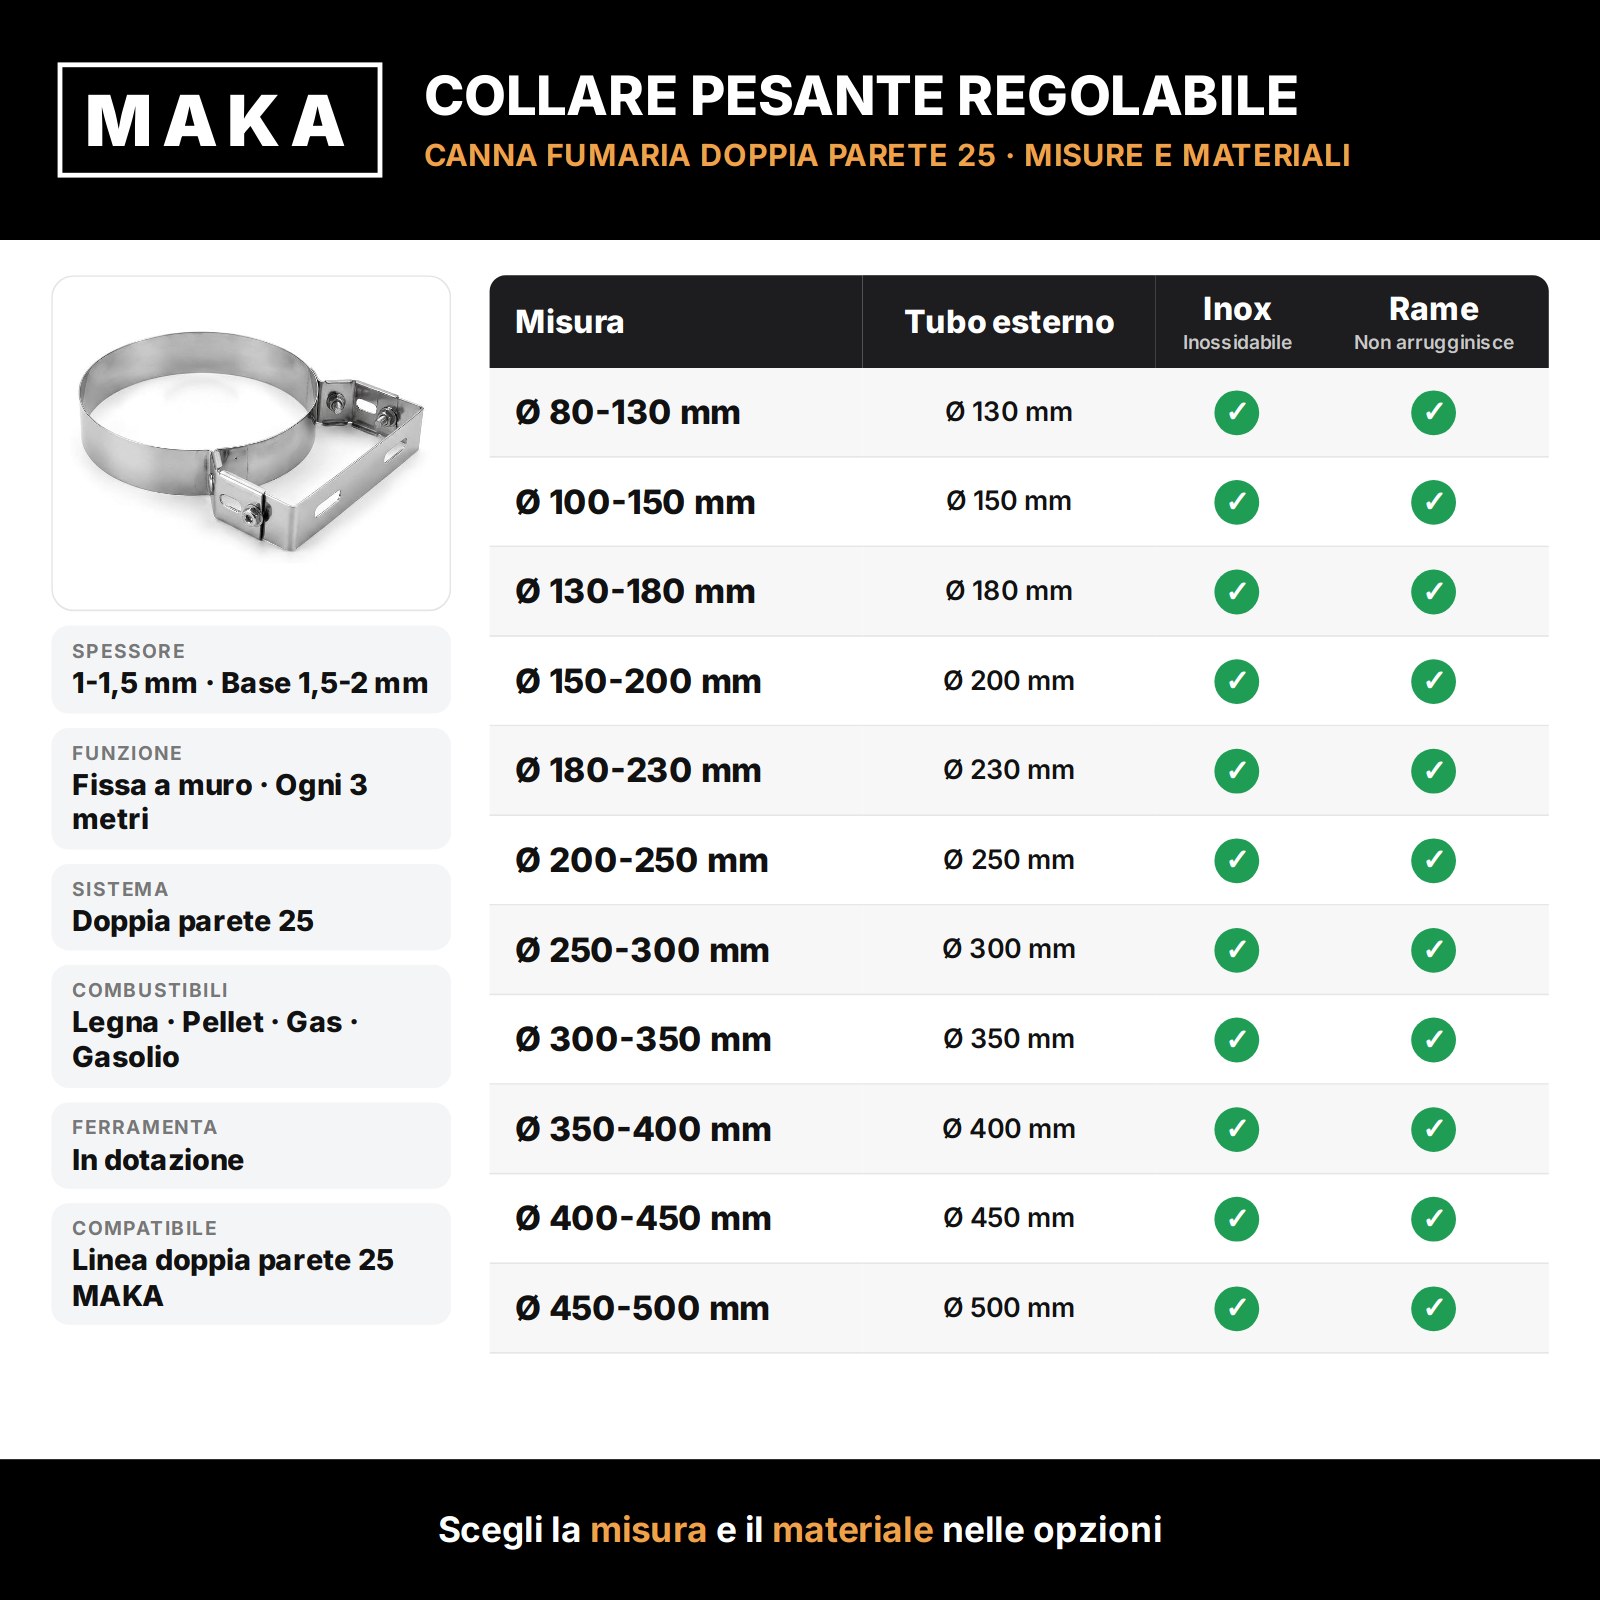 MAKA
COLLARE PESANTE REGOLABILE
CANNA FUMARIA DOPPIA PARETE 25 · MISURE E MATERIALI
SPESSORE
1-1,5 mm · Base 1,5-2 mm
FUNZIONE
Fissa a muro · Ogni 3
metri
SISTEMA
Doppia parete 25
COMBUSTIBILI
Legna · Pellet · Gas ·
Gasolio
FERRAMENTA
In dotazione
COMPATIBILE
Linea doppia parete 25
MAKA
Misura Tubo esterno Inox Rame
Inossidabile Non arrugginisce
Ø 80-130 mm Ø 130 mm ✓ ✓
Ø 100-150 mm Ø 150 mm ✓ ✓
Ø 130-180 mm Ø 180 mm ✓ ✓
Ø 150-200 mm Ø 200 mm ✓ ✓
Ø 180-230 mm Ø 230 mm ✓ ✓
Ø 200-250 mm Ø 250 mm ✓ ✓
Ø 250-300 mm Ø 300 mm ✓ ✓
Ø 300-350 mm Ø 350 mm ✓ ✓
Ø 350-400 mm Ø 400 mm ✓ ✓
Ø 400-450 mm Ø 450 mm ✓ ✓
Ø 450-500 mm Ø 500 mm ✓ ✓
Scegli la misura e il materiale nelle opzioni